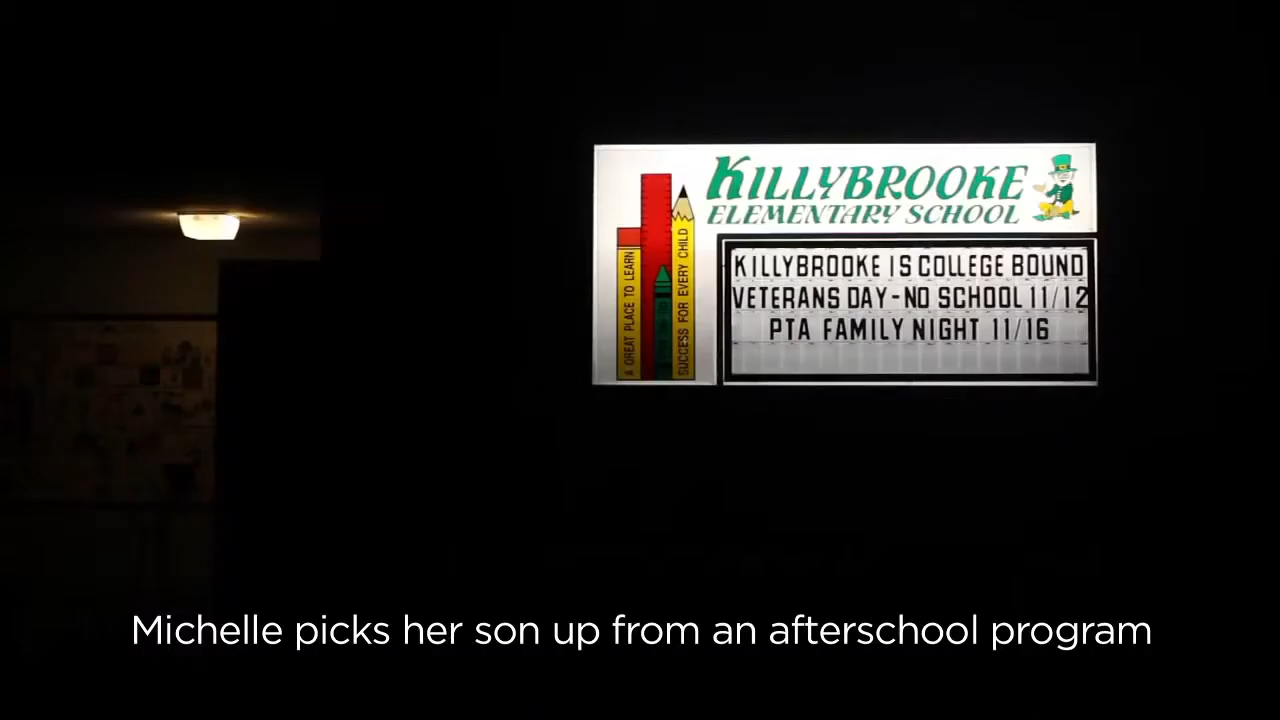 KILLYBROOKE
ELEMENTARY SCHOOL
A GREAT PLACE TO LEARN
SUCCESS FOR EVERY CHILD
KILLYBROOKE IS COLLEGE BOUND
VETERANS DAY - NO SCHOOL 11/12
PTA FAMILY NIGHT 11/16
Michelle picks her son up from an afterschool program